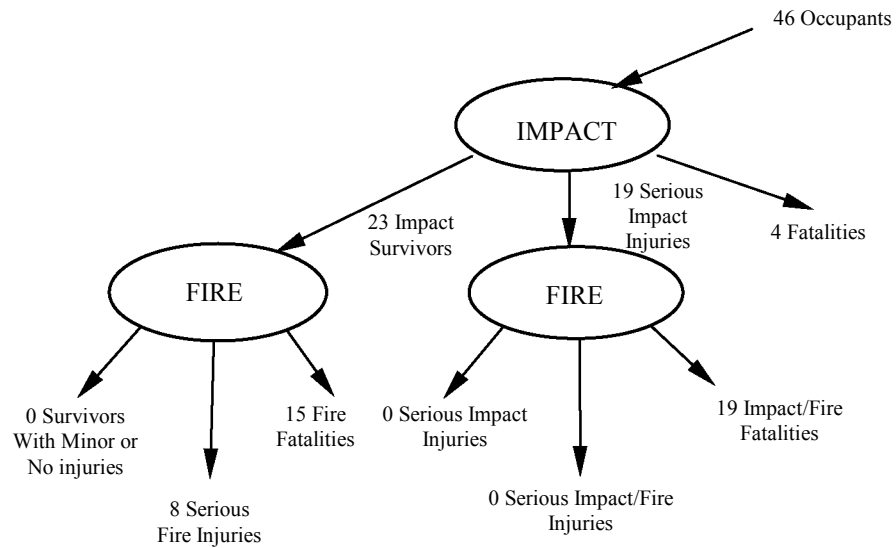 46 Occupants
IMPACT
23 Impact
Survivors
19 Serious
Impact
Injuries
4 Fatalities
FIRE
FIRE
0 Survivors
With Minor or
No injuries
8 Serious
Fire Injuries
15 Fire
Fatalities
0 Serious Impact
Injuries
0 Serious Impact/Fire
Injuries
19 Impact/Fire
Fatalities